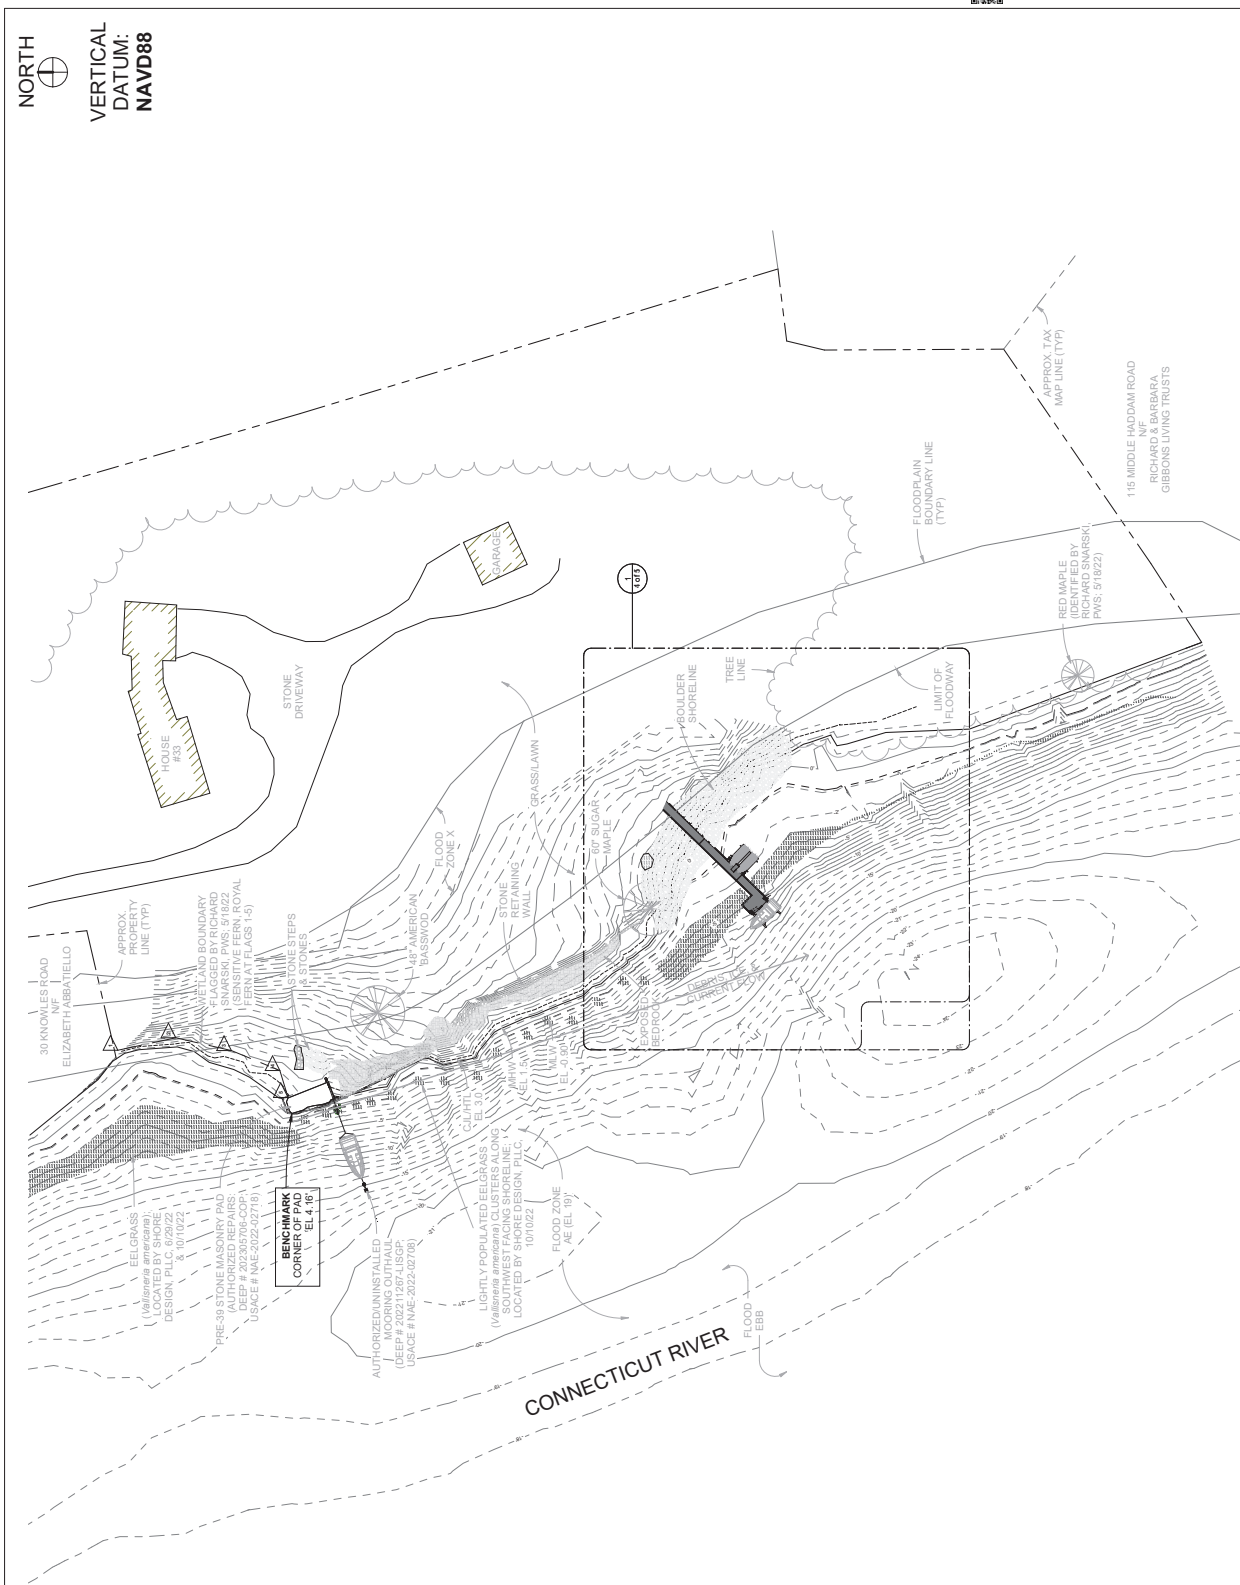 NORTH
VERTICAL
DATUM:
NAVD88
30 KNOWLES ROAD
N/F
ELIZABETH ABBATIELLO
APPROX.
PROPERTY
LINE (TYP)
WETLAND BOUNDARY
FLAGGED BY RICHARD
SNARSKI, PWS; 5/18/22
(SENSITIVE FERN, ROYAL
FERN AT FLAGS 1-5)
STONE STEPS
& STONES
HOUSE
#33
STONE
DRIVEWAY
GARAGE
FLOOD
ZONE X
GRASS/LAWN
48" AMERICAN
BASSWOD
STONE
RETAINING
WALL
60" SUGAR
MAPLE
1
4 of 5
BOULDER
SHORELINE
TREE
LINE
LIMIT OF
FLOODWAY
FLOODPLAIN
BOUNDARY LINE
(TYP)
RED MAPLE
(IDENTIFIED BY
RICHARD SNARSKI,
PWS; 5/18/22)
APPROX. TAX
MAP LINE (TYP)
115 MIDDLE HADDAM ROAD
N/F
RICHARD & BARBARA
GIBBONS LIVING TRUSTS
EELGRASS
(Vallisneria americana);
LOCATED BY SHORE
DESIGN, PLLC, 6/29/22
& 10/10/22
PRE-39 STONE MASONRY PAD
(AUTHORIZED REPAIRS:
DEEP # 202305706-COP;
USACE # NAE-2022-02718)
BENCHMARK
CORNER OF PAD
EL 4.16'
AUTHORIZED/UNINSTALLED
MOORING OUTHAUL
(DEEP # 202211267-LISGP;
USACE # NAE-2022-02708)
CJL/HTL
EL 3.0'
MHW
EL 1.5'
MLW
EL -0.90'
LIGHTLY POPULATED EELGRASS
(Vallisneria americana) CLUSTERS ALONG
SOUTHWEST FACING SHORELINE;
LOCATED BY SHORE DESIGN, PLLC,
10/10/22
FLOOD ZONE
AE (EL 19')
EXPOSED
BEDROCK
DEBRIS, ICE,
CURRENT FLOW
FLOOD
EBB
CONNECTICUT RIVER